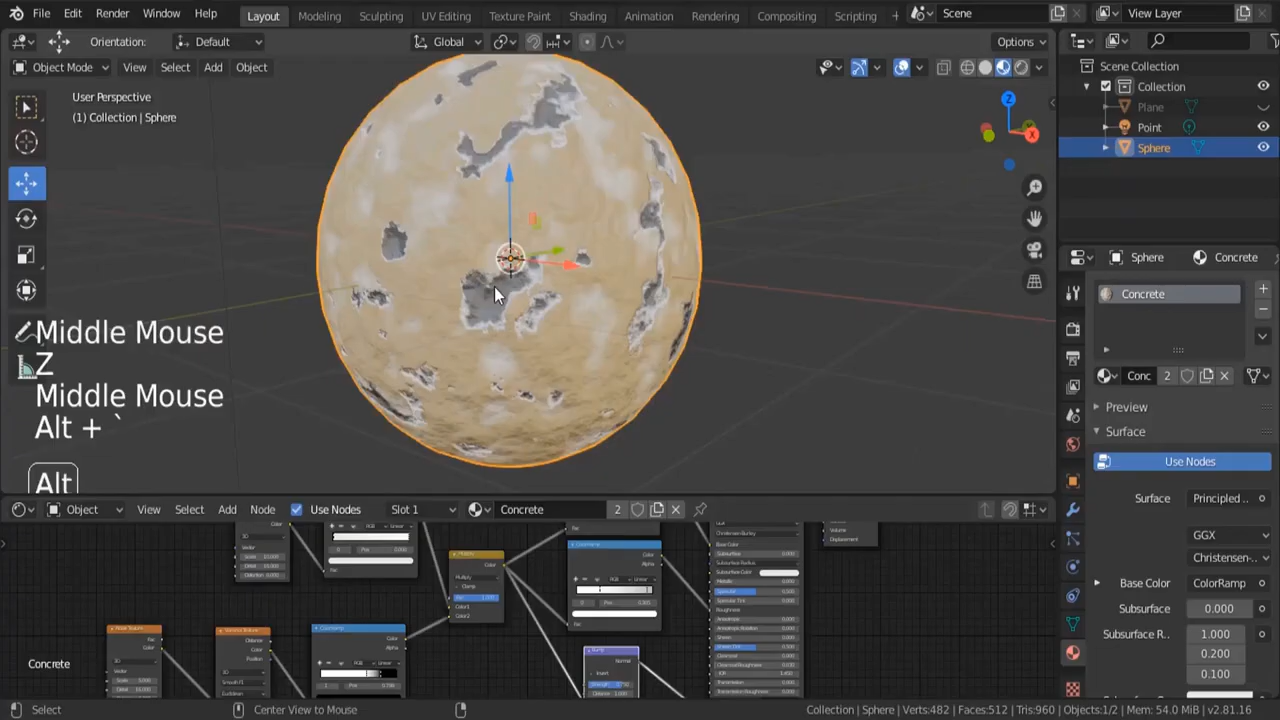 File Edit Render Window Help Layout Modeling Sculpting UV Editing Texture Paint Shading Animation Rendering Compositing Scripting + Scene View Layer
Orientation: Default Global Options
Object Mode View Select Add Object
User Perspective
(1) Collection | Sphere
Scene Collection
Collection
Plane
Point
Sphere
Sphere Concrete
Concrete
Conc 2
Preview
Surface
Use Nodes
Surface Principled ..
GGX
Christensen-..
Base Color ColorRamp
Subsurface 0.000
Subsurface R.. 1.000
0.200
0.100
Middle Mouse
Z
Middle Mouse
Alt + `
Alt
Object View Select Add Node Use Nodes Slot 1 Concrete 2
Concrete
Select Center View to Mouse Collection | Sphere | Verts:482 | Faces:512 | Tris:960 | Objects:1/2 | Mem: 54.0 MiB | v2.81.16